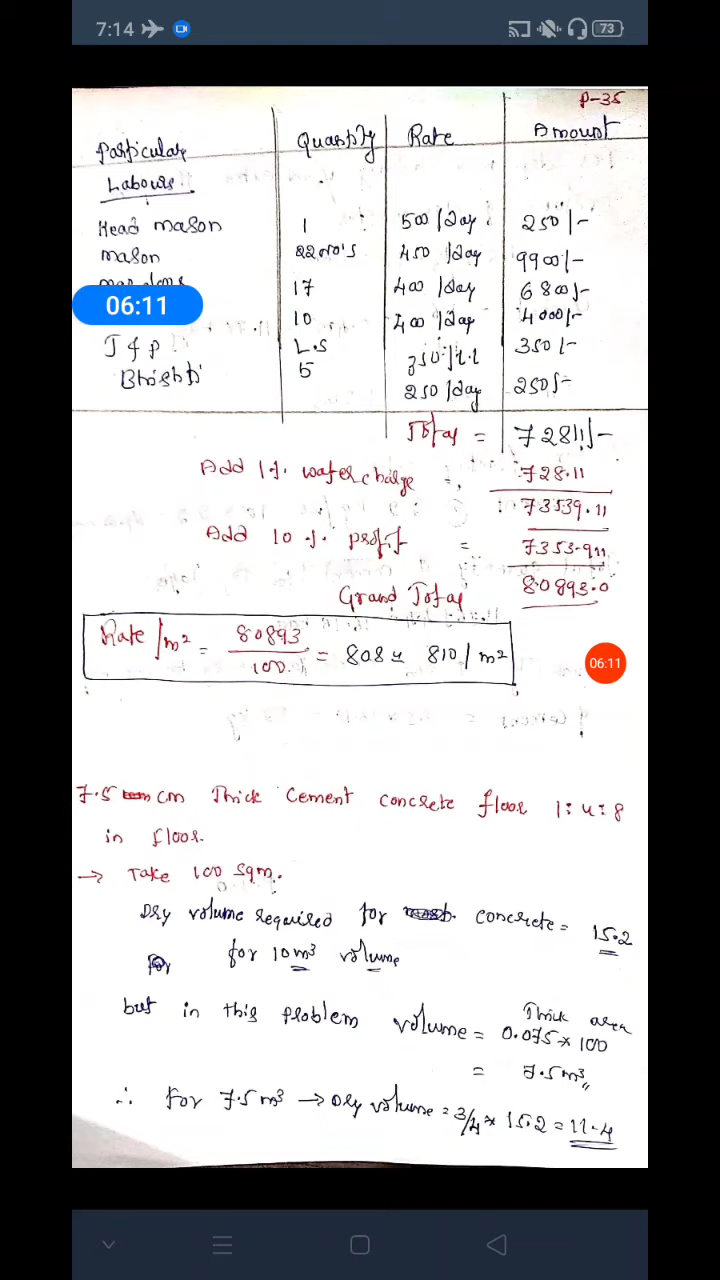 7:14
73
P-35
Particular Quantity Rate Amount
Labours
Head mason 1 500/day 250/-
mason 22no's 450/day 9900/-
17 400/day 6800/-
06:11
10 400/day 4000/-
T & P L.S 350/L.S 350/-
Bhishti 5 250/day 250/-
Total = 72811/-
Add 1%. water charge = 728.11
73539.11
Add 10%. profit = 7353.911
Grand Total 80893.0
Rate/m² = 80893/100. = 808 ≃ 810/m²
06:11
7.5 cm Thick Cement concrete floor 1:4:8
in floor.
→ Take 100 sqm.
Dry volume required for concrete = 15.2
for 10m³ volume
but in this problem volume = Thick area 0.075 × 100
= 7.5m³
∴ For 7.5m³ → Dry volume = 3/4 × 15.2 = 11.4